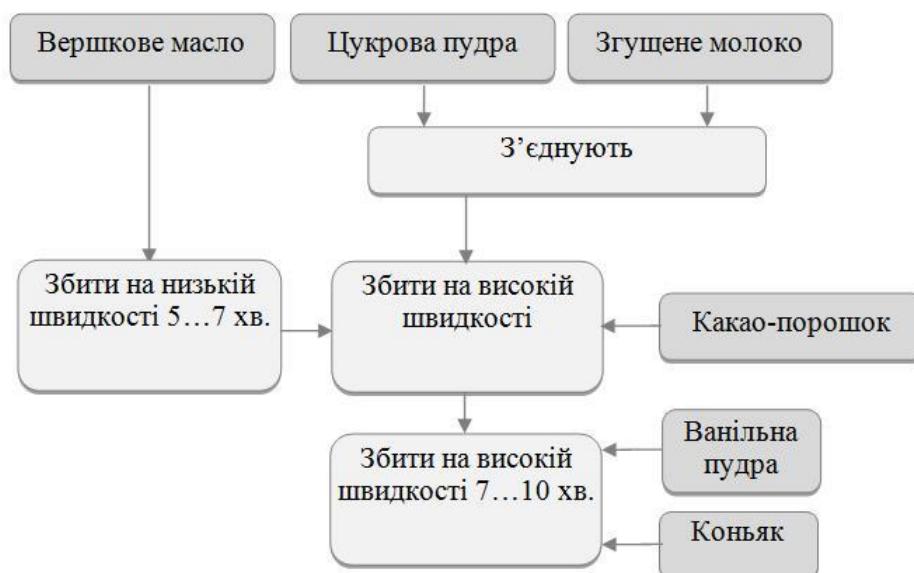 Вершкове масло
Цукрова пудра
Згущене молоко
З’єднують
Збити на низькій
швидкості 5…7 хв.
Збити на високій
швидкості
Какао-порошок
Збити на високій
швидкості 7…10 хв.
Ванільна
пудра
Коньяк